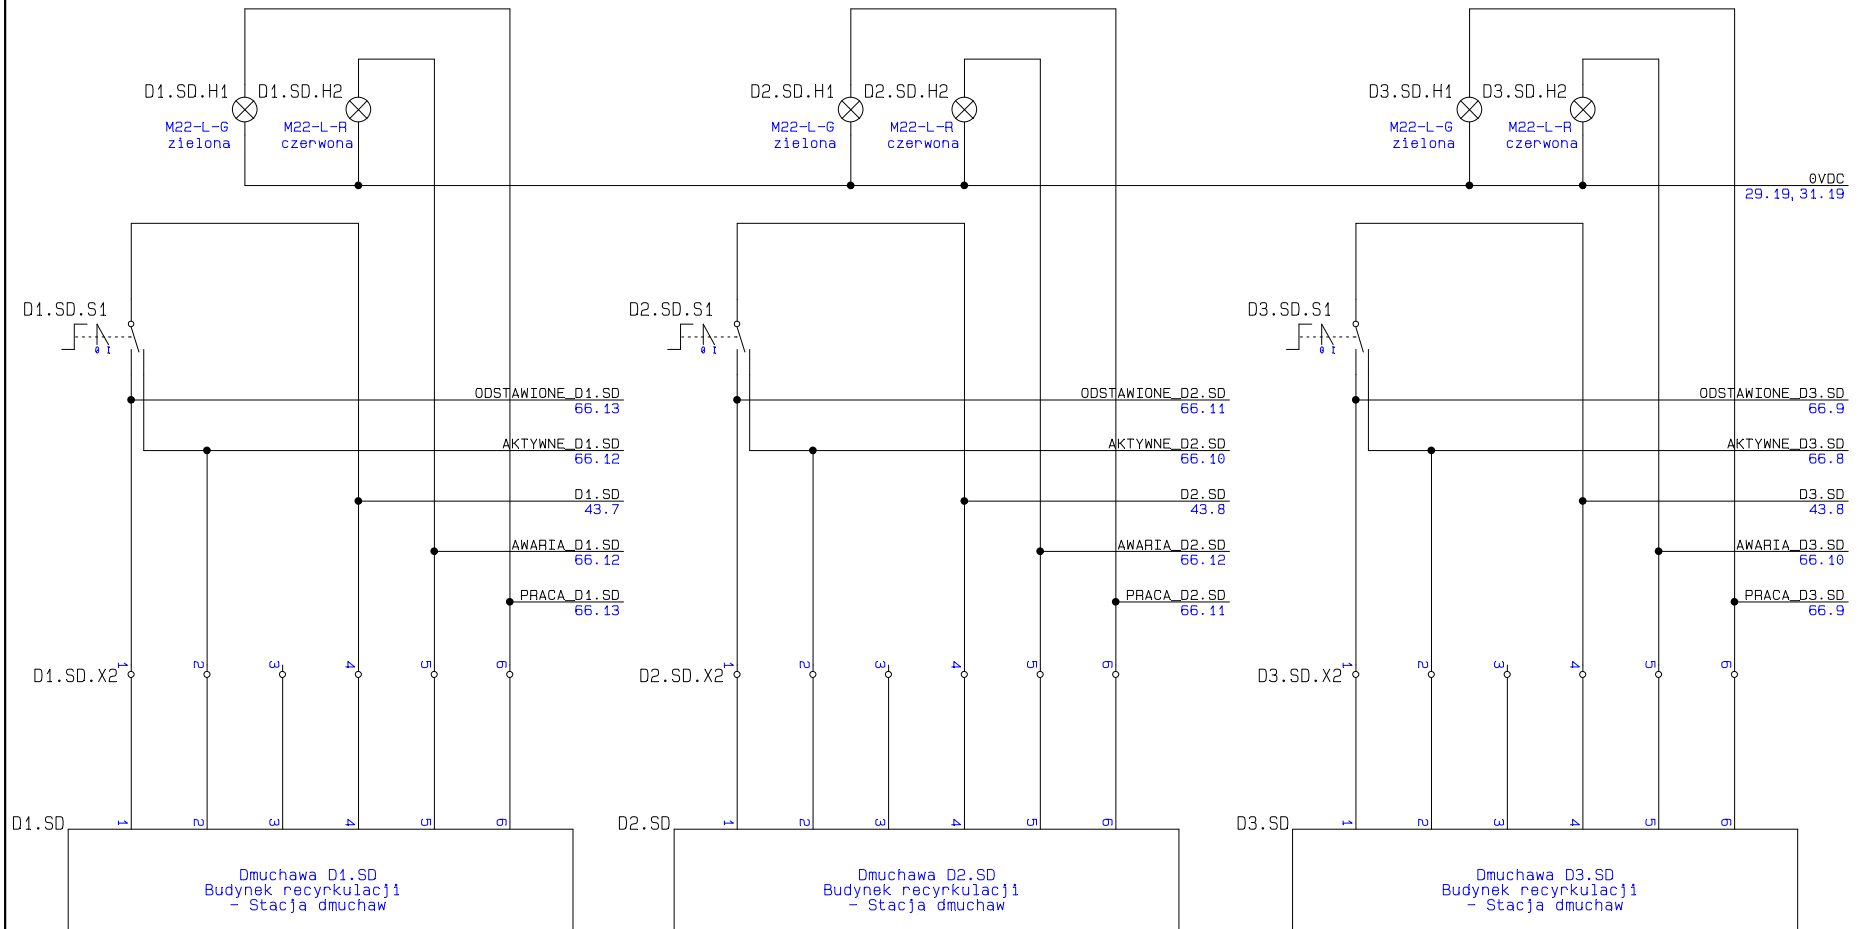 D1.SD.H1
D1.SD.H2
M22-L-G
zielona
M22-L-R
czerwona
D2.SD.H1
D2.SD.H2
M22-L-G
zielona
M22-L-R
czerwona
D3.SD.H1
D3.SD.H2
M22-L-G
zielona
M22-L-R
czerwona
0VDC
29.19,31.19
D1.SD.S1
0 I
ODSTAWIONE_D1.SD
66.13
AKTYWNE_D1.SD
66.12
D1.SD
43.7
AWARIA_D1.SD
66.12
PRACA_D1.SD
66.13
D2.SD.S1
0 I
ODSTAWIONE_D2.SD
66.11
AKTYWNE_D2.SD
66.10
D2.SD
43.8
AWARIA_D2.SD
66.12
PRACA_D2.SD
66.11
D3.SD.S1
0 I
ODSTAWIONE_D3.SD
66.9
AKTYWNE_D3.SD
66.8
D3.SD
43.8
AWARIA_D3.SD
66.10
PRACA_D3.SD
66.9
D1.SD.X2
1 2 3 4 5 6
D2.SD.X2
1 2 3 4 5 6
D3.SD.X2
1 2 3 4 5 6
D1.SD
1 2 3 4 5 6
D2.SD
1 2 3 4 5 6
D3.SD
1 2 3 4 5 6
Dmuchawa D1.SD
Budynek recyrkulacji
- Stacja dmuchaw
Dmuchawa D2.SD
Budynek recyrkulacji
- Stacja dmuchaw
Dmuchawa D3.SD
Budynek recyrkulacji
- Stacja dmuchaw